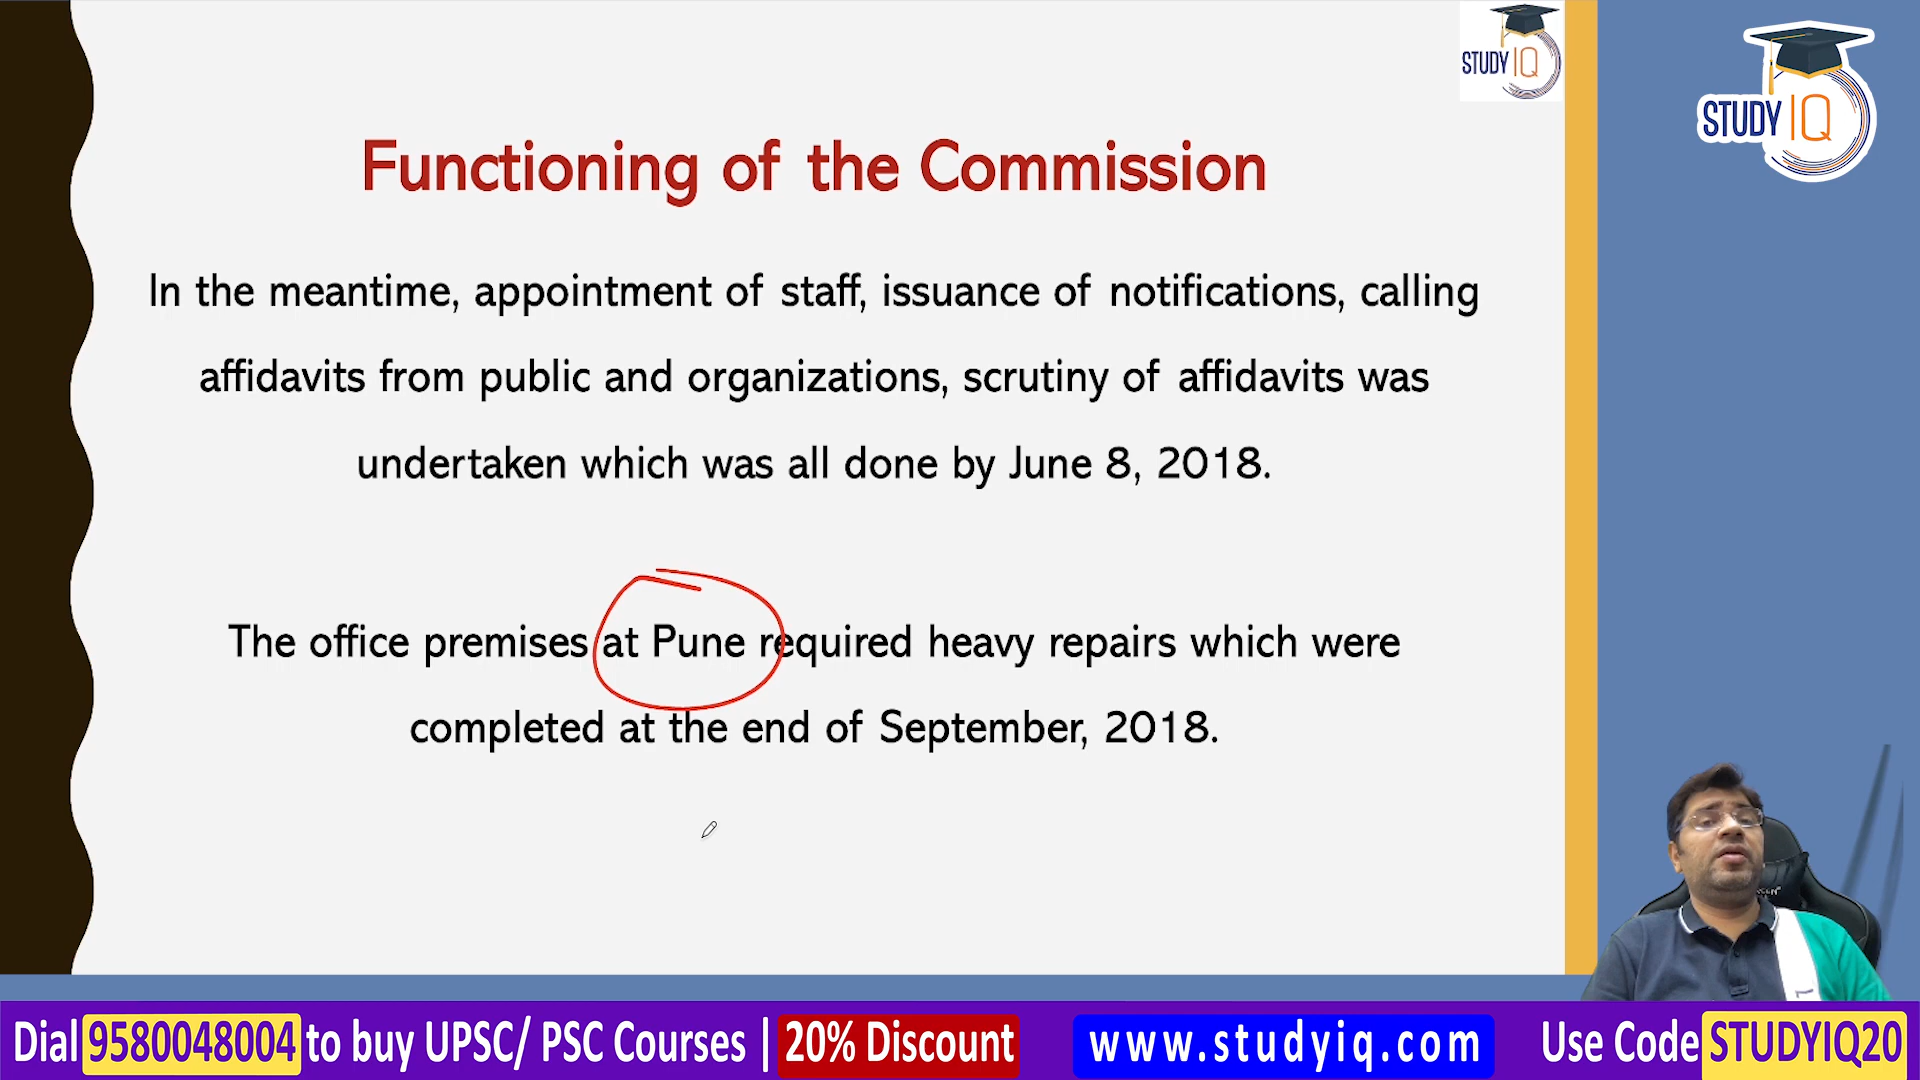 STUDY IQ
STUDY IQ
Functioning of the Commission
In the meantime, appointment of staff, issuance of notifications, calling
affidavits from public and organizations, scrutiny of affidavits was
undertaken which was all done by June 8, 2018.
The office premises at Pune required heavy repairs which were
completed at the end of September, 2018.
Dial 9580048004 to buy UPSC/ PSC Courses | 20% Discount www.studyiq.com Use Code STUDYIQ20